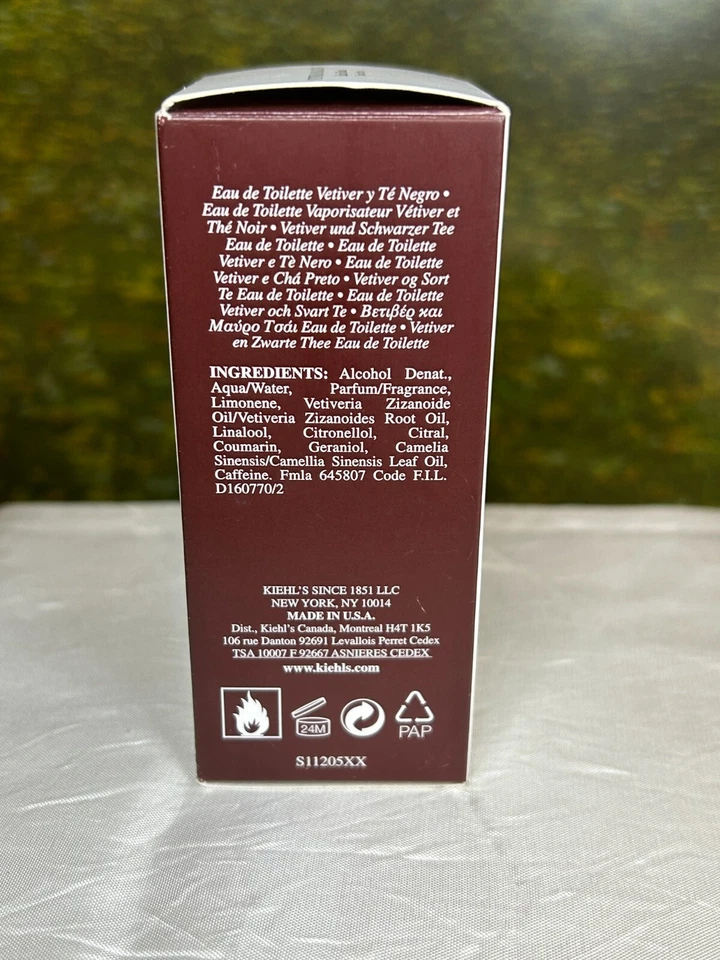 Eau de Toilette Vetiver y Té Negro •
Eau de Toilette Vaporisateur Vétiver et
Thé Noir • Vetiver und Schwarzer Tee
Eau de Toilette • Eau de Toilette
Vetiver e Tè Nero • Eau de Toilette
Vetiver e Chá Preto • Vetiver og Sort
Te Eau de Toilette • Eau de Toilette
Vetiver och Svart Te • Βετιβέρ και
Μαύρο Τσάι Eau de Toilette • Vetiver
en Zwarte Thee Eau de Toilette
INGREDIENTS: Alcohol Denat.,
Aqua/Water, Parfum/Fragrance,
Limonene, Vetiveria Zizanoide
Oil/Vetiveria Zizanoides Root Oil,
Linalool, Citronellol, Citral,
Coumarin, Geraniol, Camelia
Sinensis/Camellia Sinensis Leaf Oil,
Caffeine. Fmla 645807 Code F.I.L.
D160770/2
KIEHL'S SINCE 1851 LLC
NEW YORK, NY 10014
MADE IN U.S.A.
Dist., Kiehl's Canada, Montreal H4T 1K5
106 rue Danton 92691 Levallois Perret Cedex
TSA 10007 F 92667 ASNIERES CEDEX
www.kiehls.com
24M
PAP
S11205XX